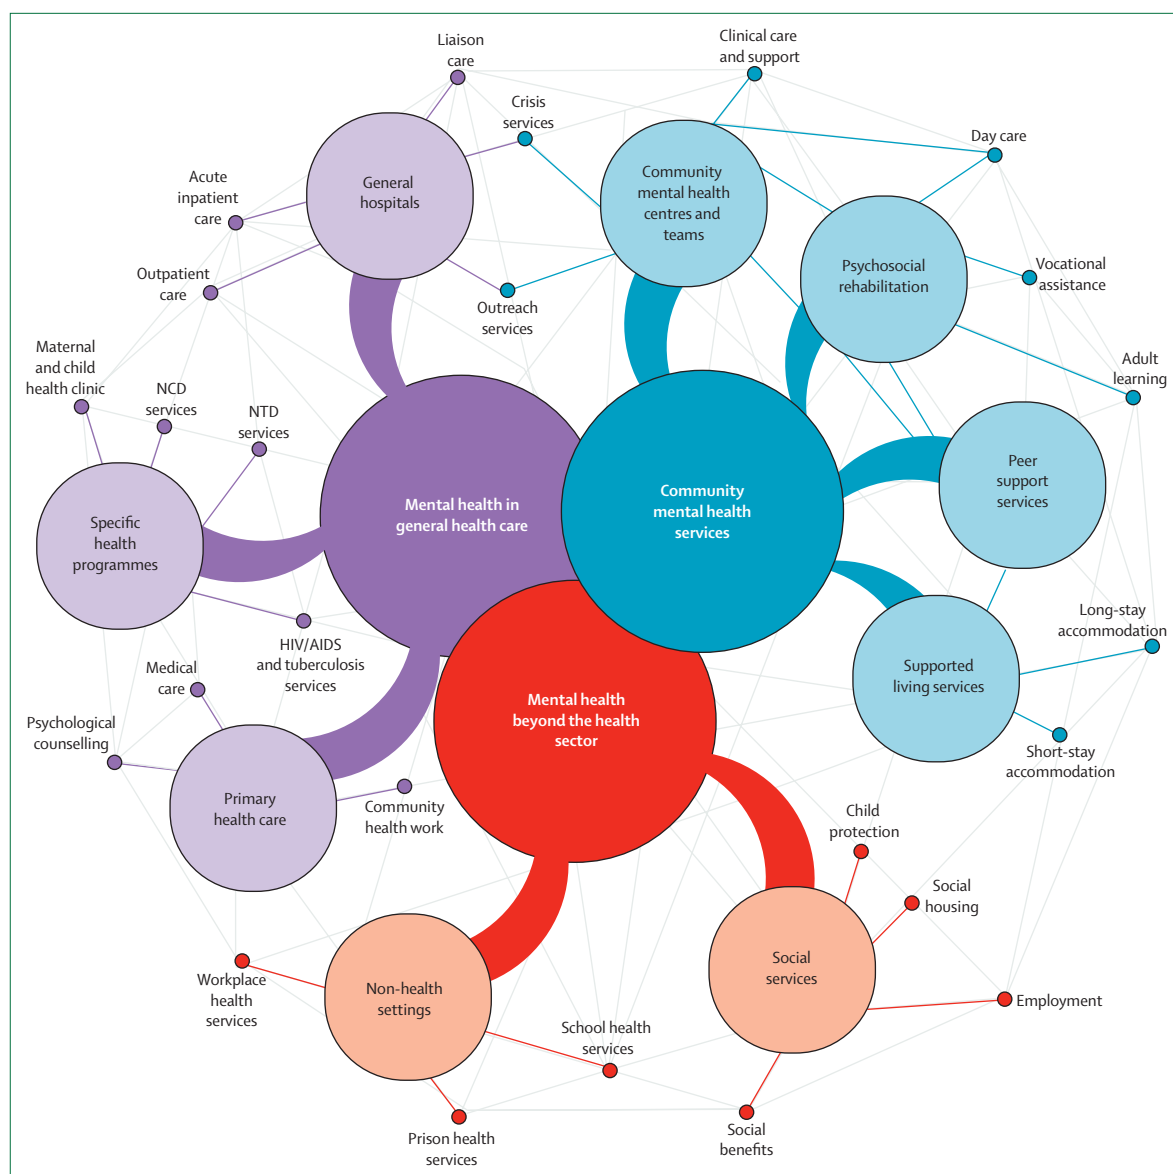 Liaison
care
Clinical care
and support
Crisis
services
Day care
General
hospitals
Community
mental health
centres and
teams
Acute
inpatient
care
Psychosocial
rehabilitation
Vocational
assistance
Outpatient
care
Outreach
services
Maternal
and child
health clinic
NCD
services
NTD
services
Adult
learning
Mental health in
general health care
Community
mental health
services
Peer
support
services
Specific
health
programmes
HIV/AIDS
and tuberculosis
services
Long-stay
accommodation
Medical
care
Supported
living services
Psychological
counselling
Mental health
beyond the health
sector
Short-stay
accommodation
Primary
health care
Community
health work
Child
protection
Social
housing
Workplace
health
services
Non-health
settings
Social
services
Employment
School health
services
Prison health
services
Social
benefits